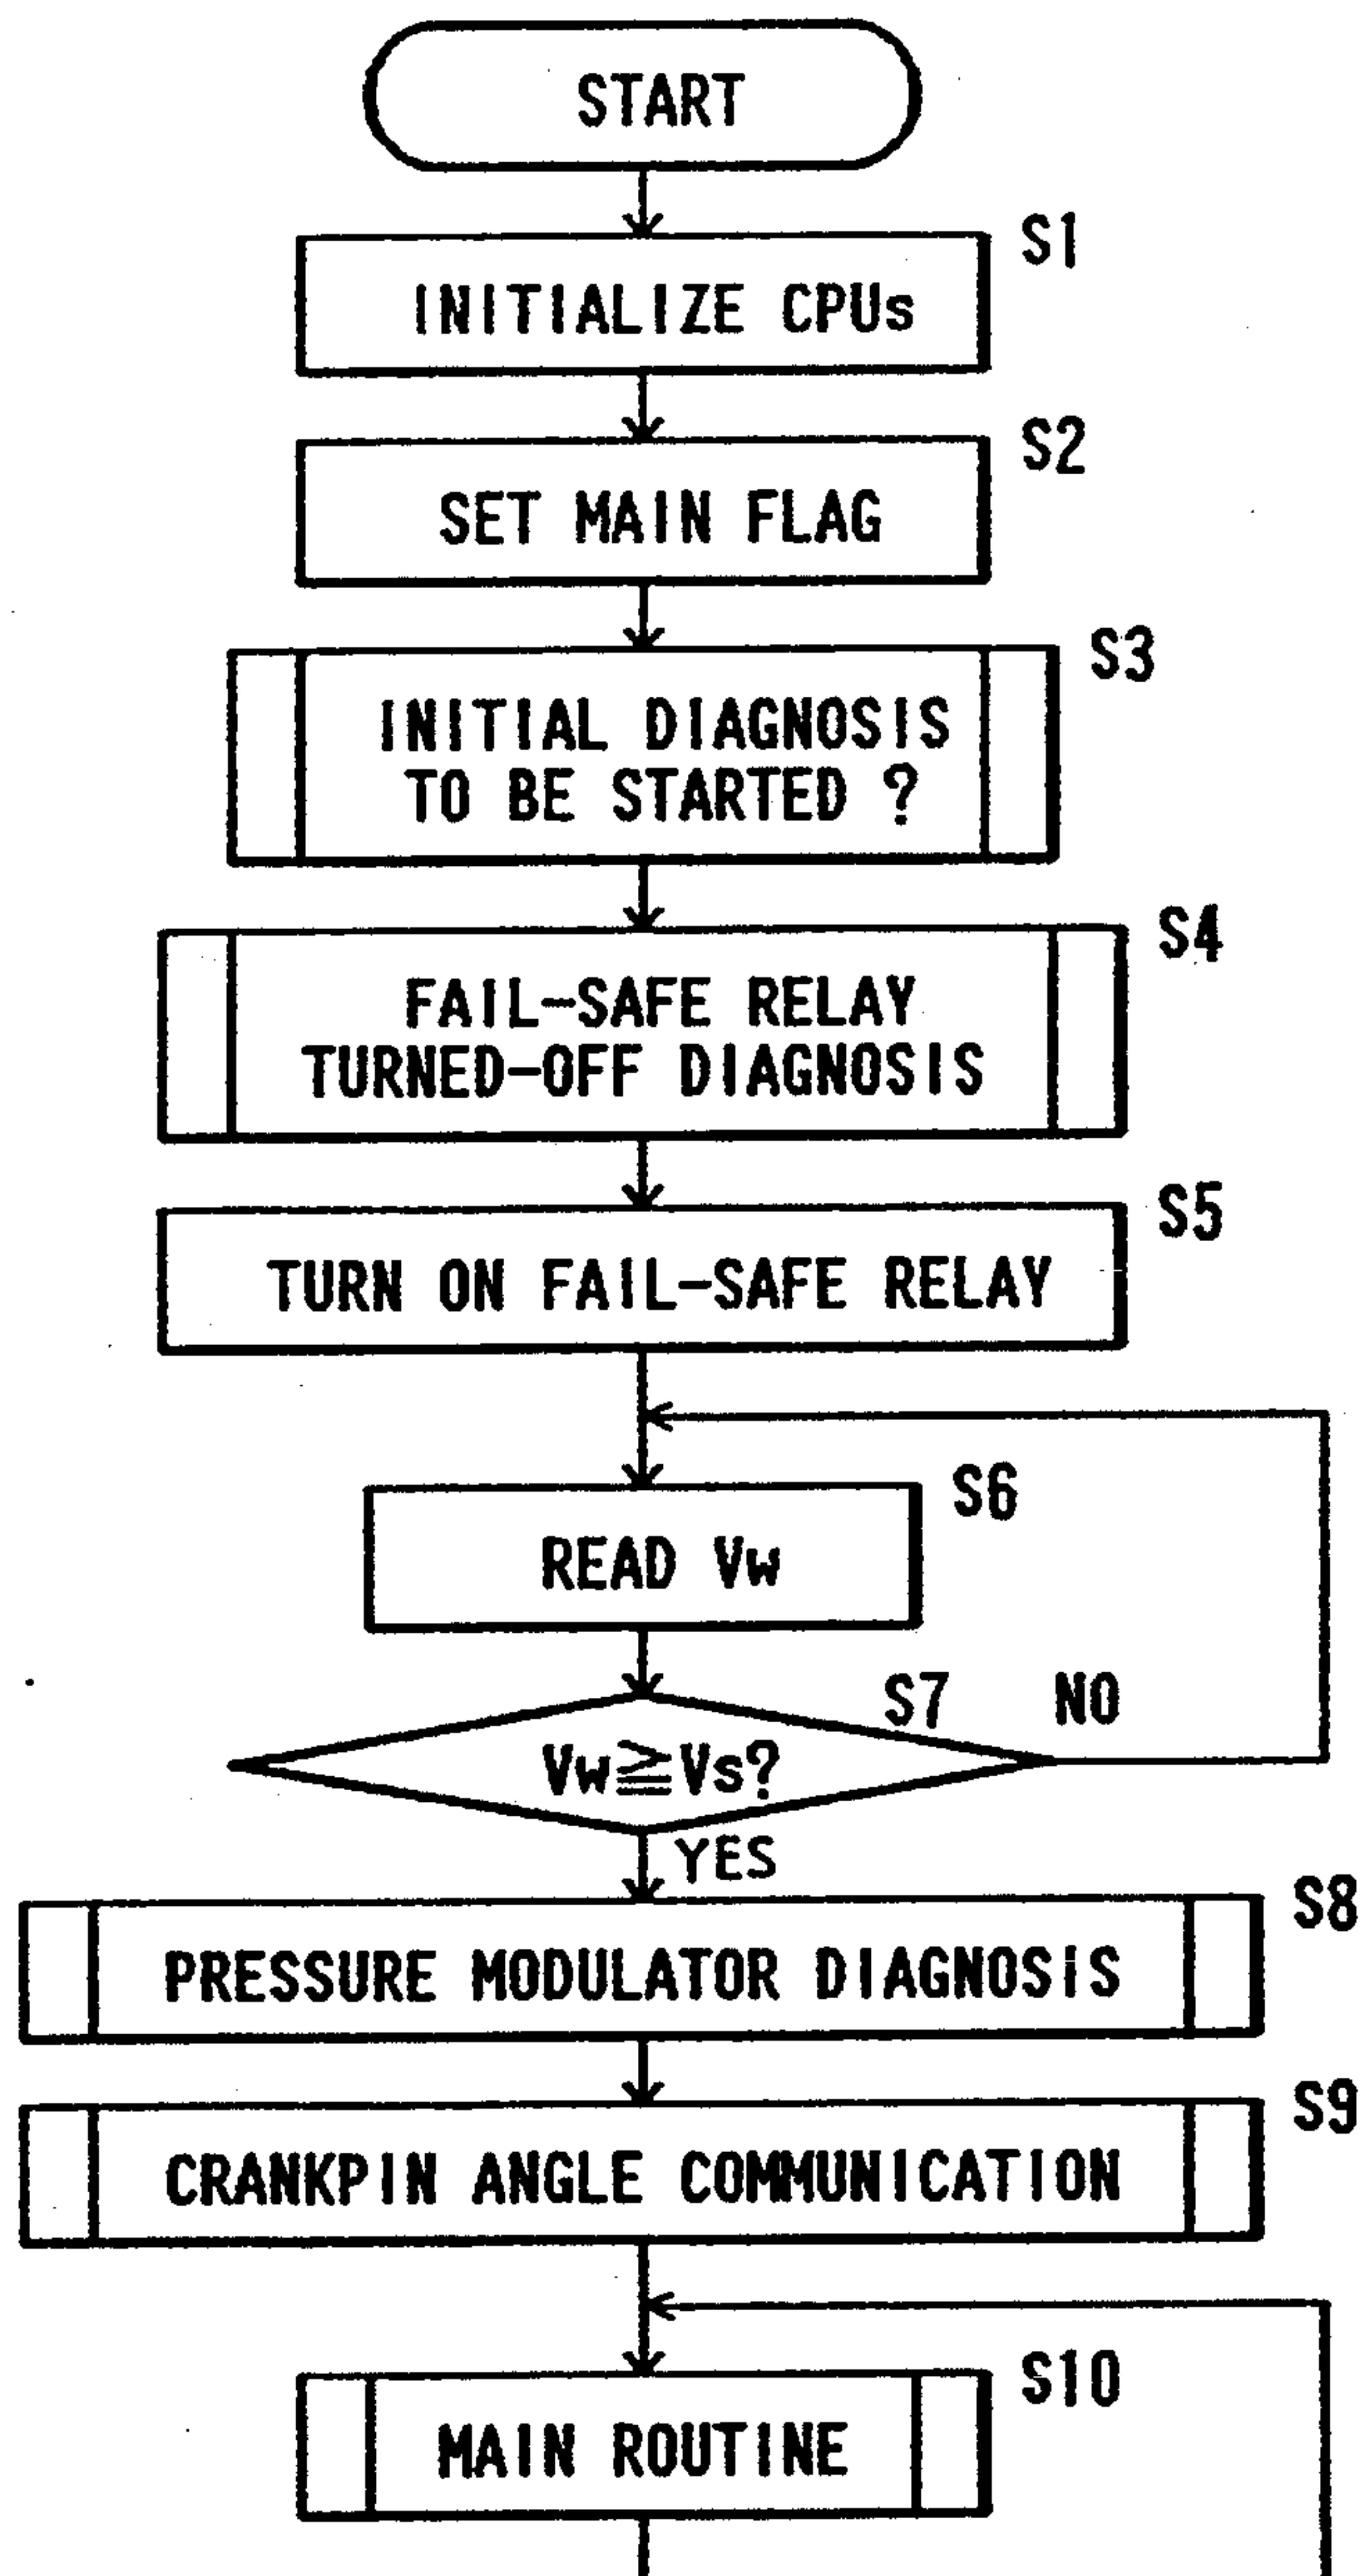 START
S1
INITIALIZE CPUs
S2
SET MAIN FLAG
S3
INITIAL DIAGNOSIS
TO BE STARTED ?
S4
FAIL-SAFE RELAY
TURNED-OFF DIAGNOSIS
S5
TURN ON FAIL-SAFE RELAY
S6
READ Vw
S7 NO
Vw≧Vs?
YES
S8
PRESSURE MODULATOR DIAGNOSIS
S9
CRANKPIN ANGLE COMMUNICATION
S10
MAIN ROUTINE